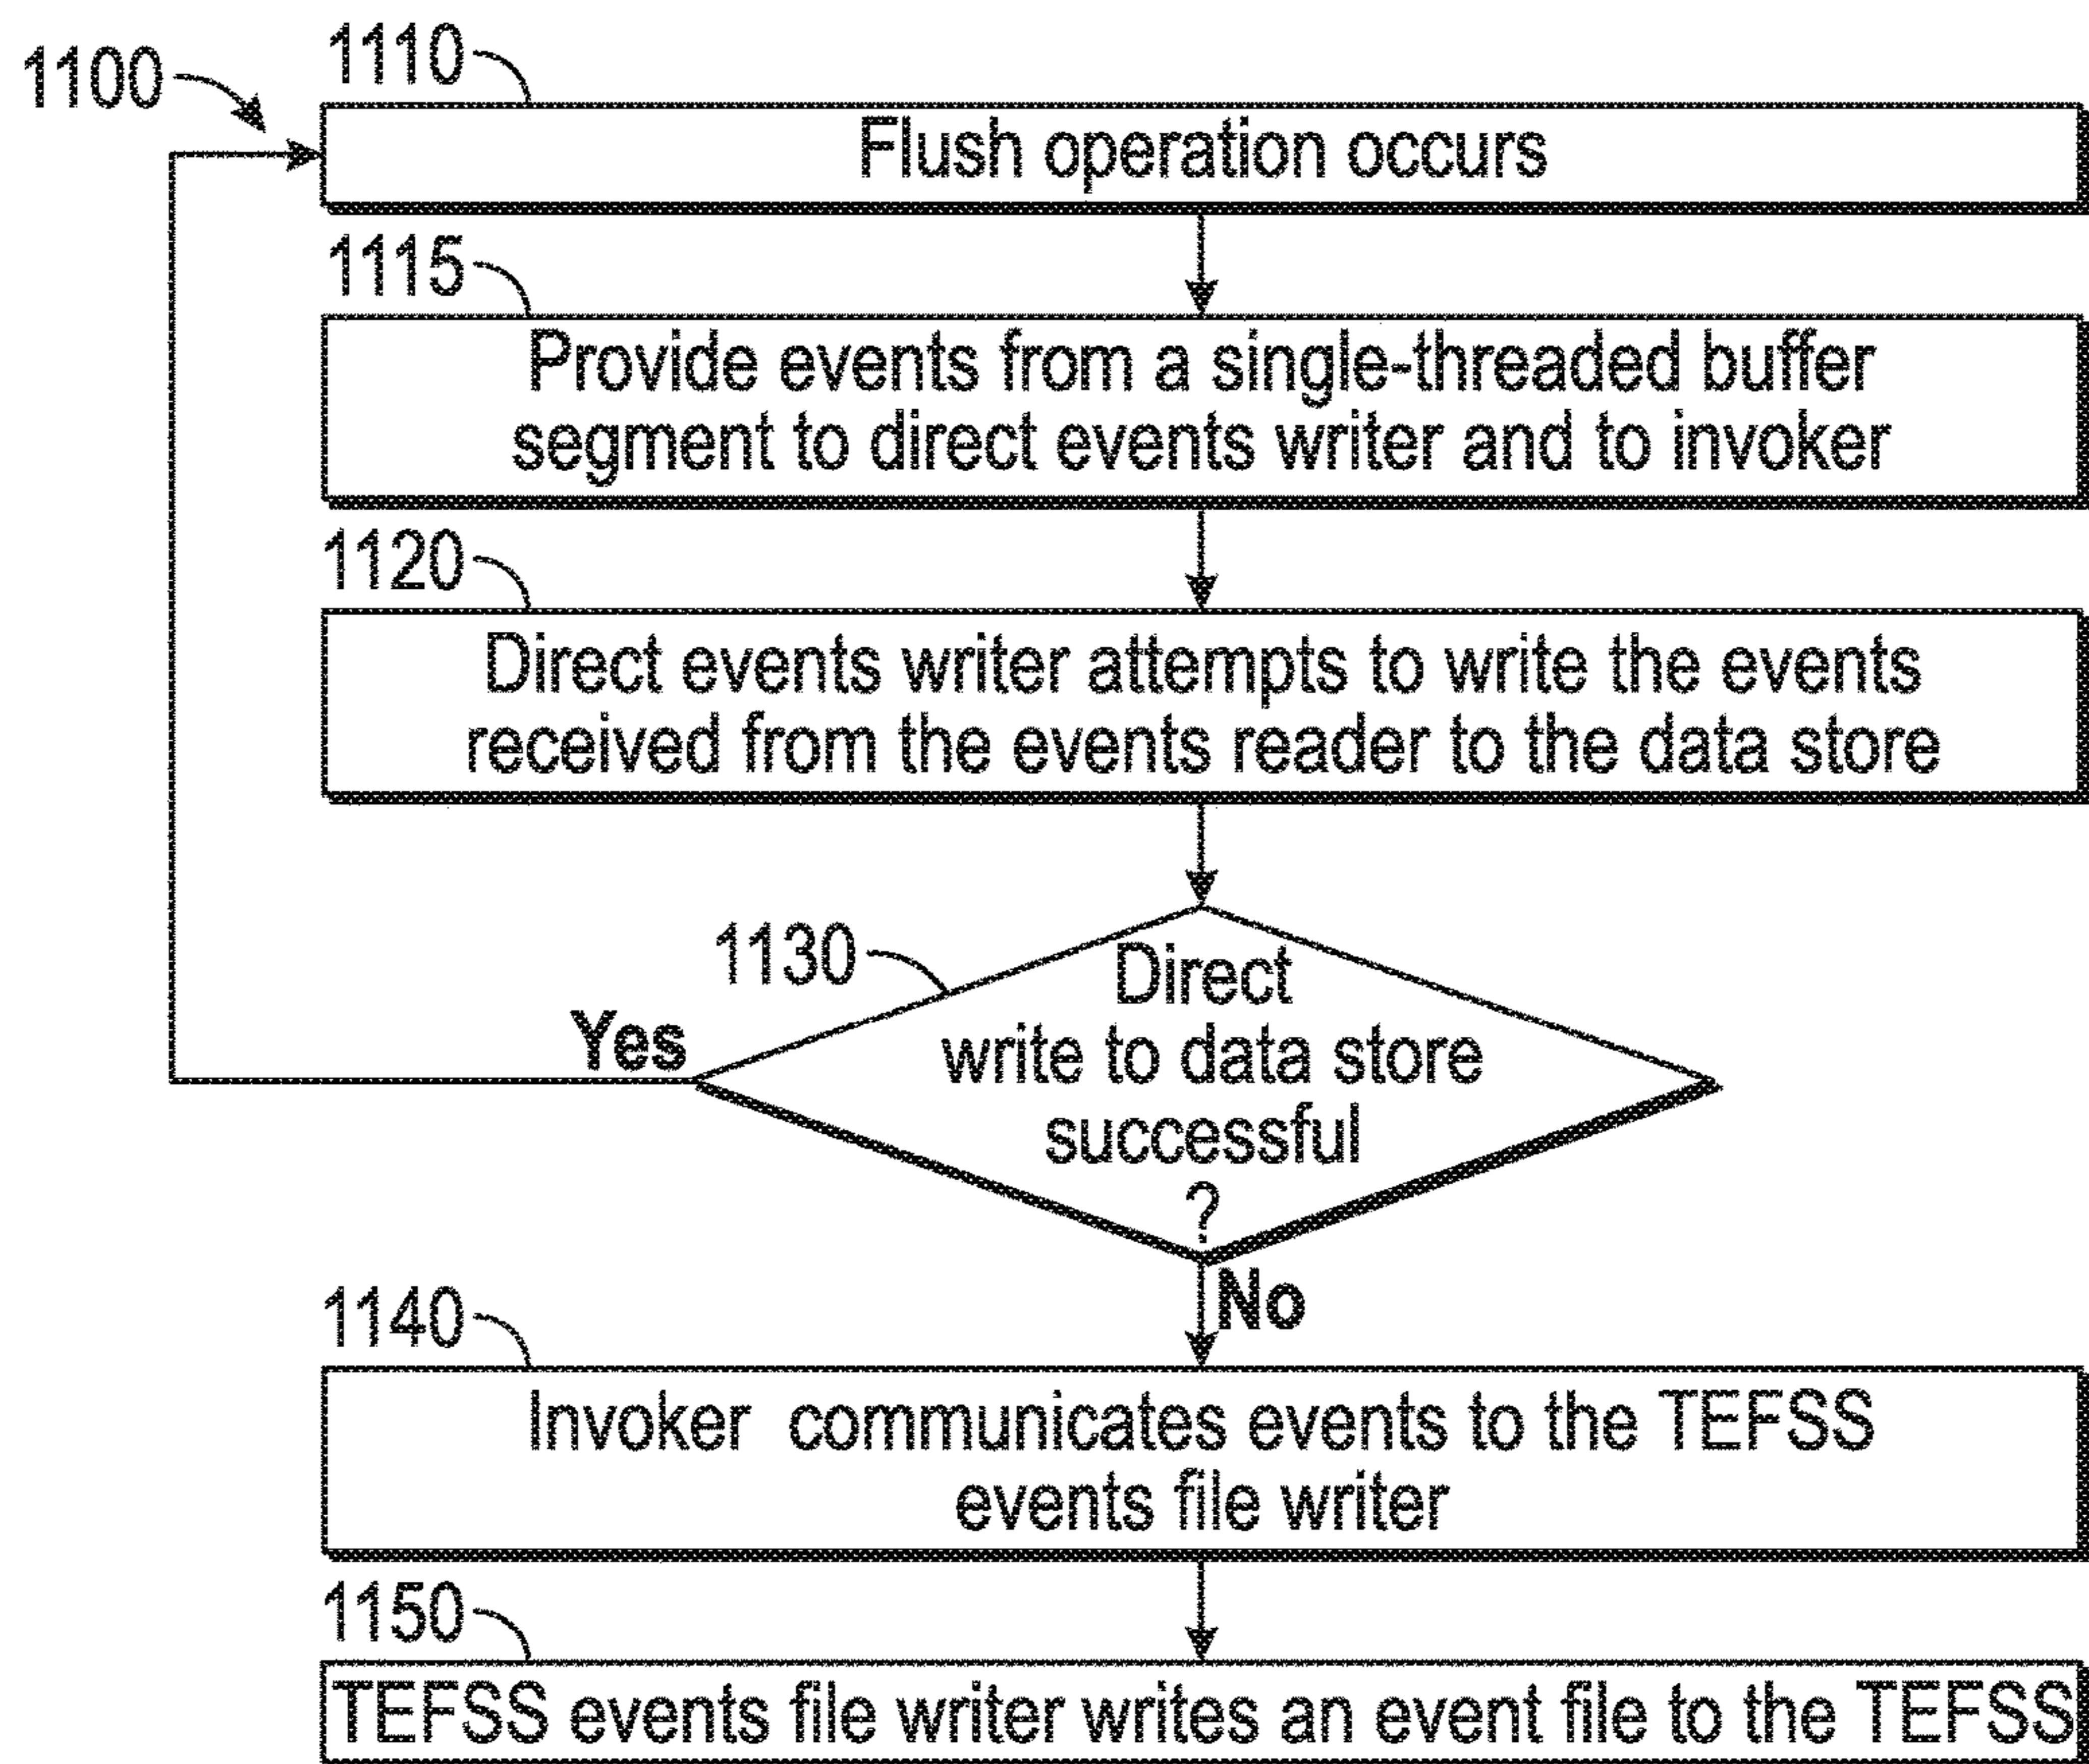 1100
1110
Flush operation occurs
1115
Provide events from a single-threaded buffer
segment to direct events writer and to invoker
1120
Direct events writer attempts to write the events
received from the events reader to the data store
1130
Direct
write to data store
successful
?
Yes
No
1140
Invoker communicates events to the TEFSS
events file writer
1150
TEFSS events file writer writes an event file to the TEFSS